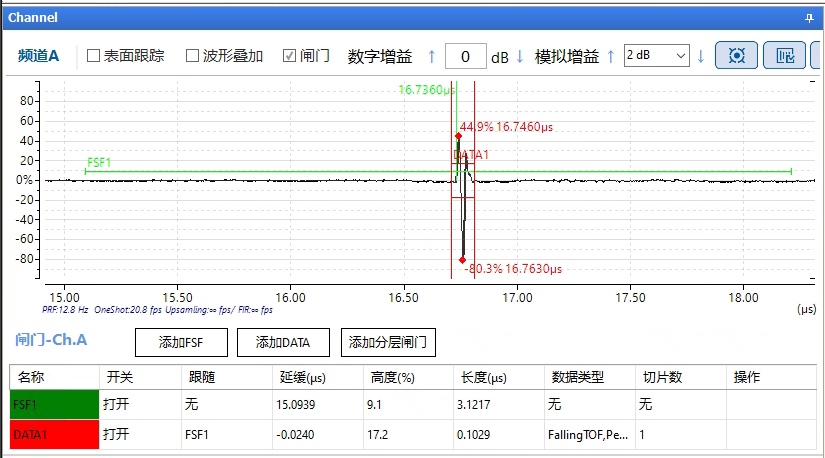 Channel
频道A 表面跟踪 波形叠加 闸门 数字增益 ↑ 0 dB ↓ 模拟增益 ↑ 2 dB ↓
16.7360μs
80
60
44.9% 16.7460μs
40
DATA1
20
FSF1
0%
-20
-40
-60
-80
-80.3% 16.7630μs
15.00 15.50 16.00 16.50 17.00 17.50 18.00
(μs)
PRF:12.8 Hz OneShot:20.8 fps Upsamling:∞ fps/ FIR:∞ fps
闸门-Ch.A 添加FSF 添加DATA 添加分层闸门
名称 开关 跟随 延缓(μs) 高度(%) 长度(μs) 数据类型 切片数 操作
FSF1 打开 无 15.0939 9.1 3.1217 无 无
DATA1 打开 FSF1 -0.0240 17.2 0.1029 FallingTOF,Pe... 1